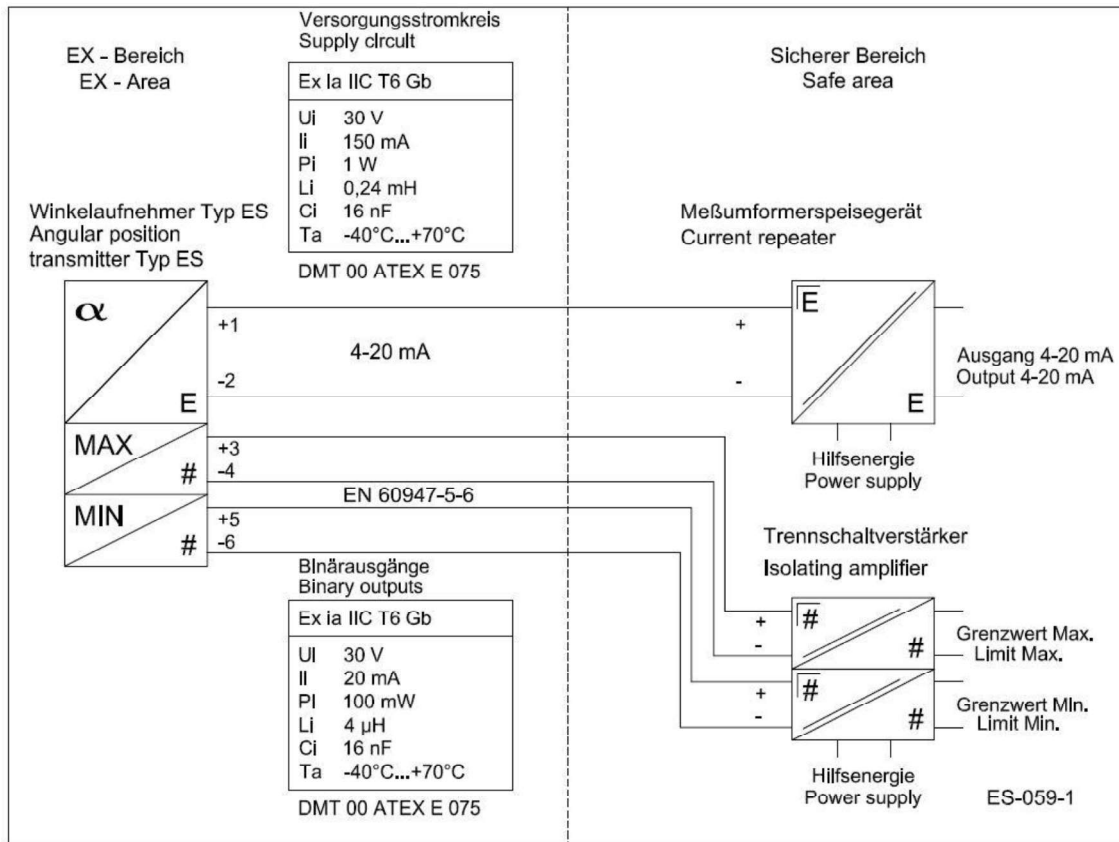 EX - Bereich
EX - Area
Versorgungsstromkreis
Supply circuit
Ex Ia IIC T6 Gb
Ui 30 V
Ii 150 mA
Pi 1 W
Li 0,24 mH
Ci 16 nF
Ta -40°C...+70°C
DMT 00 ATEX E 075
Sicherer Bereich
Safe area
Winkelaufnehmer Typ ES
Angular position
transmitter Typ ES
α
E
+1
-2
4-20 mA
MAX
#
+3
-4
MIN
#
+5
-6
EN 60947-5-6
Meßumformerspeisegerät
Current repeater
+
-
E
E
Ausgang 4-20 mA
Output 4-20 mA
Hilfsenergie
Power supply
Trennschaltverstärker
Isolating amplifier
+
-
#
#
Grenzwert Max.
Limit Max.
+
-
#
#
Grenzwert MIn.
Limit Min.
Hilfsenergie
Power supply
BInärausgänge
Binary outputs
Ex ia IIC T6 Gb
UI 30 V
II 20 mA
PI 100 mW
Li 4 µH
Ci 16 nF
Ta -40°C...+70°C
DMT 00 ATEX E 075
ES-059-1